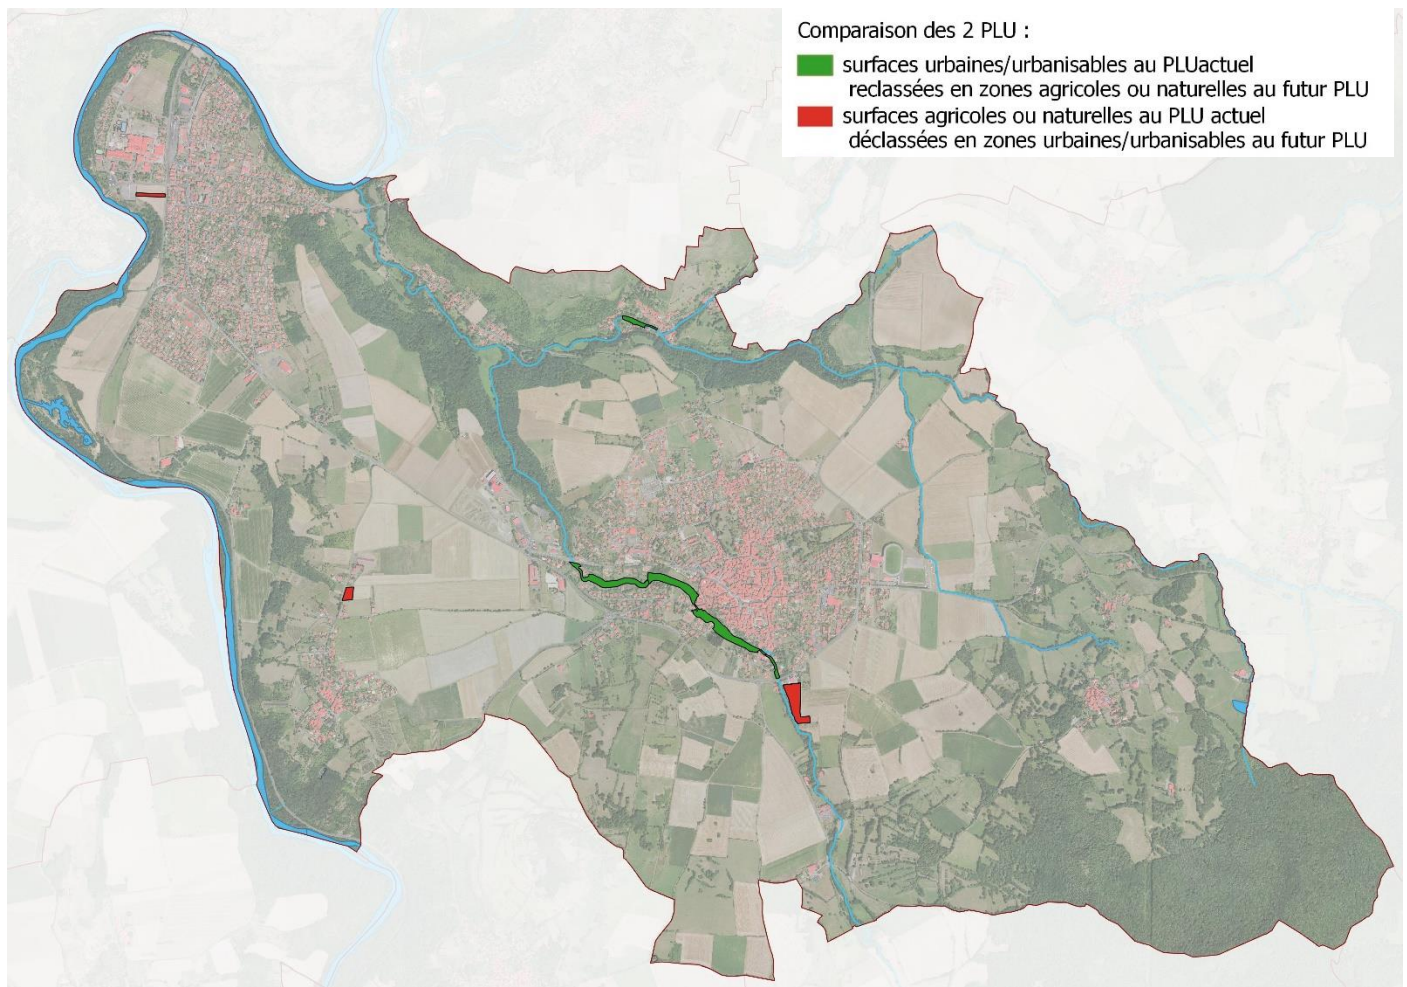 Comparaison des 2 PLU :
surfaces urbaines/urbanisables au PLUactuel
reclassées en zones agricoles ou naturelles au futur PLU
surfaces agricoles ou naturelles au PLU actuel
déclassées en zones urbaines/urbanisables au futur PLU